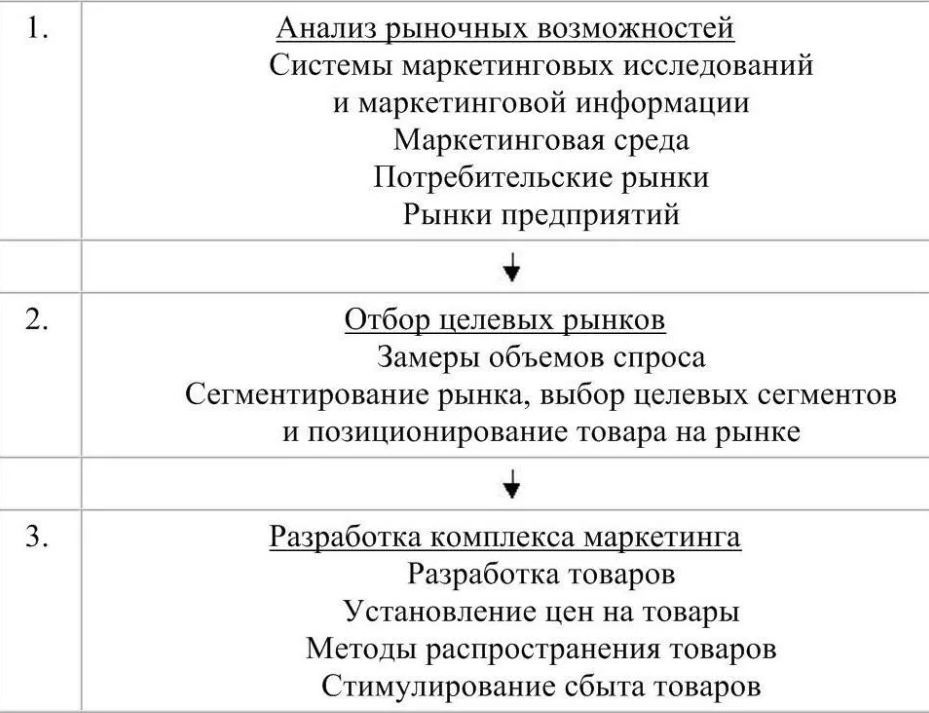 1.
Анализ рыночных возможностей
Системы маркетинговых исследований
и маркетинговой информации
Маркетинговая среда
Потребительские рынки
Рынки предприятий
2.
Отбор целевых рынков
Замеры объемов спроса
Сегментирование рынка, выбор целевых сегментов
и позиционирование товара на рынке
3.
Разработка комплекса маркетинга
Разработка товаров
Установление цен на товары
Методы распространения товаров
Стимулирование сбыта товаров